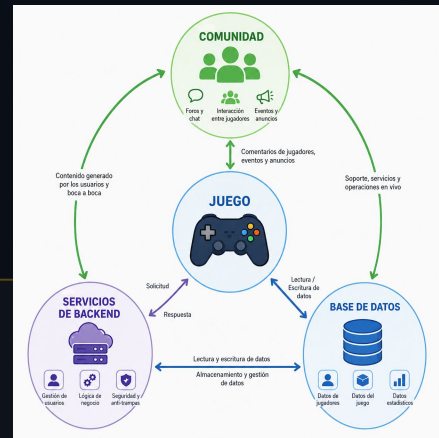 COMUNIDAD
Foros y
chat
Interacción
entre jugadores
Eventos y
anuncios
Comentarios de jugadores,
eventos y anuncios
Contenido generado
por los usuarios y
boca a boca
Soporte, servicios y
operaciones en vivo
JUEGO
Solicitud
Respuesta
Lectura /
Escritura de
datos
SERVICIOS
DE BACKEND
Gestión de
usuarios
Lógica de
negocio
Seguridad y
anti-trampas
Lectura y escritura de datos
Almacenamiento y gestión
de datos
BASE DE DATOS
Datos de
jugadores
Datos del
juego
Datos
estadísticos